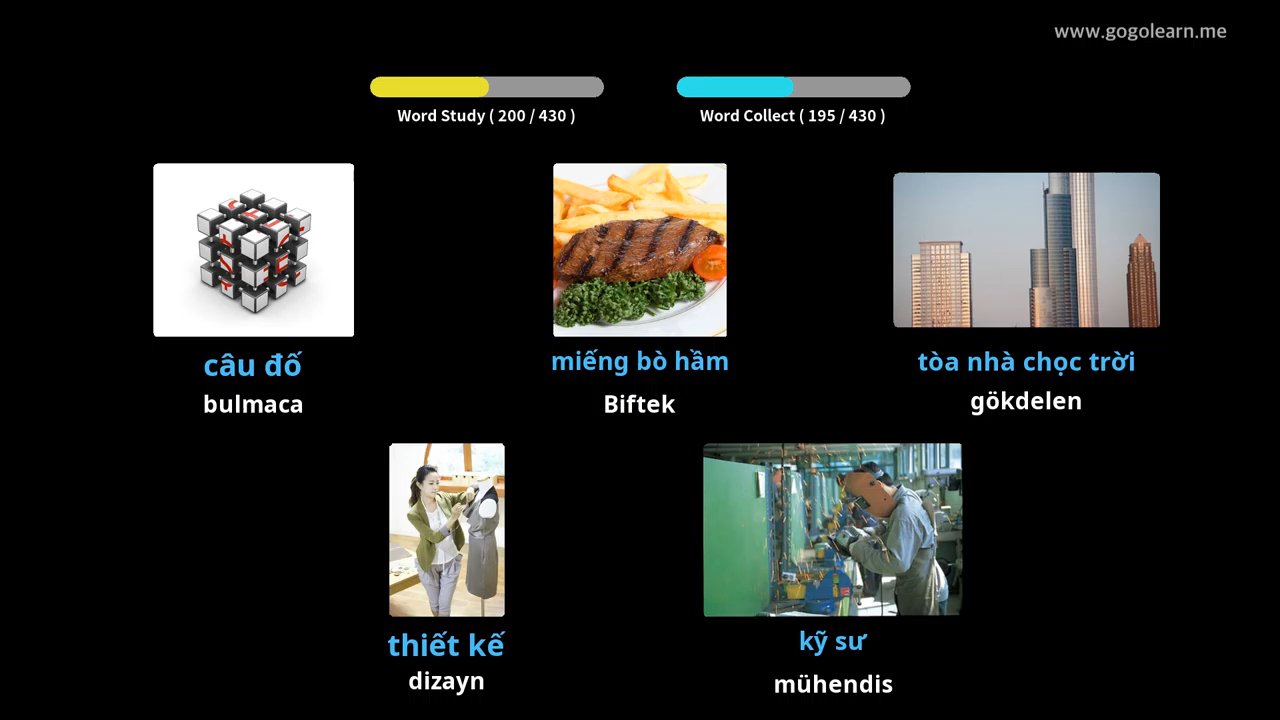 www.gogolearn.me
Word Study ( 200 / 430 )
Word Collect ( 195 / 430 )
câu đố
bulmaca
miếng bò hầm
Biftek
tòa nhà chọc trời
gökdelen
thiết kế
dizayn
kỹ sư
mühendis